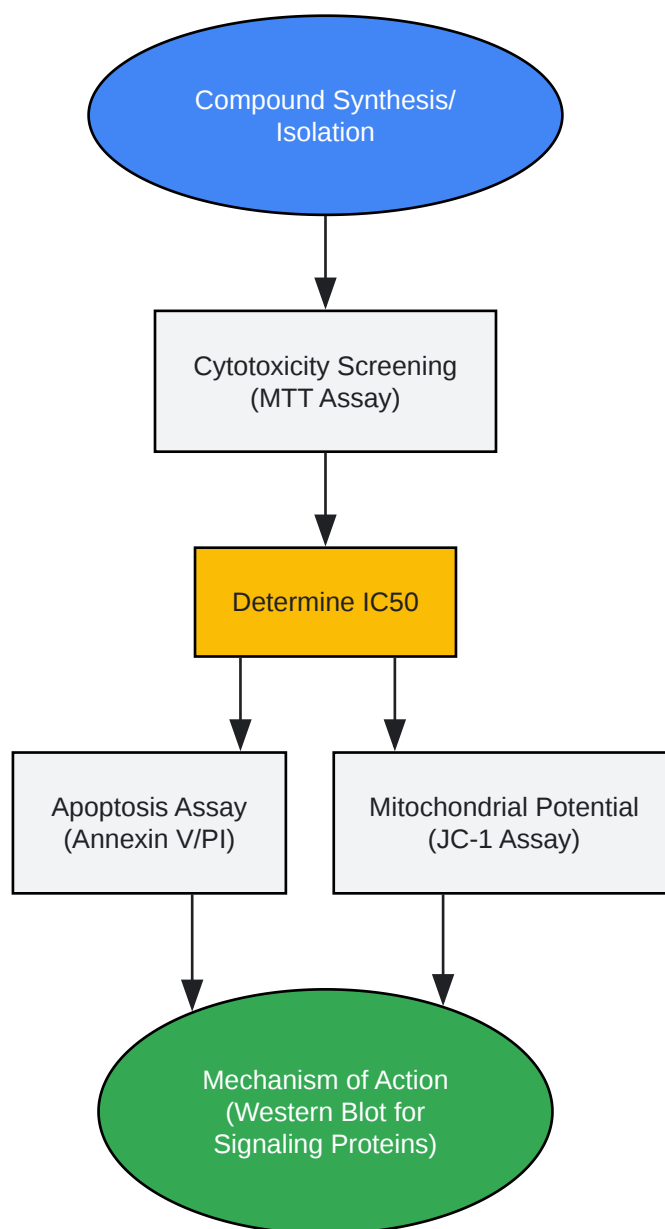 Compound Synthesis/
Isolation
Cytotoxicity Screening
(MTT Assay)
Determine IC50
Apoptosis Assay
(Annexin V/PI)
Mitochondrial Potential
(JC-1 Assay)
Mechanism of Action
(Western Blot for
Signaling Proteins)